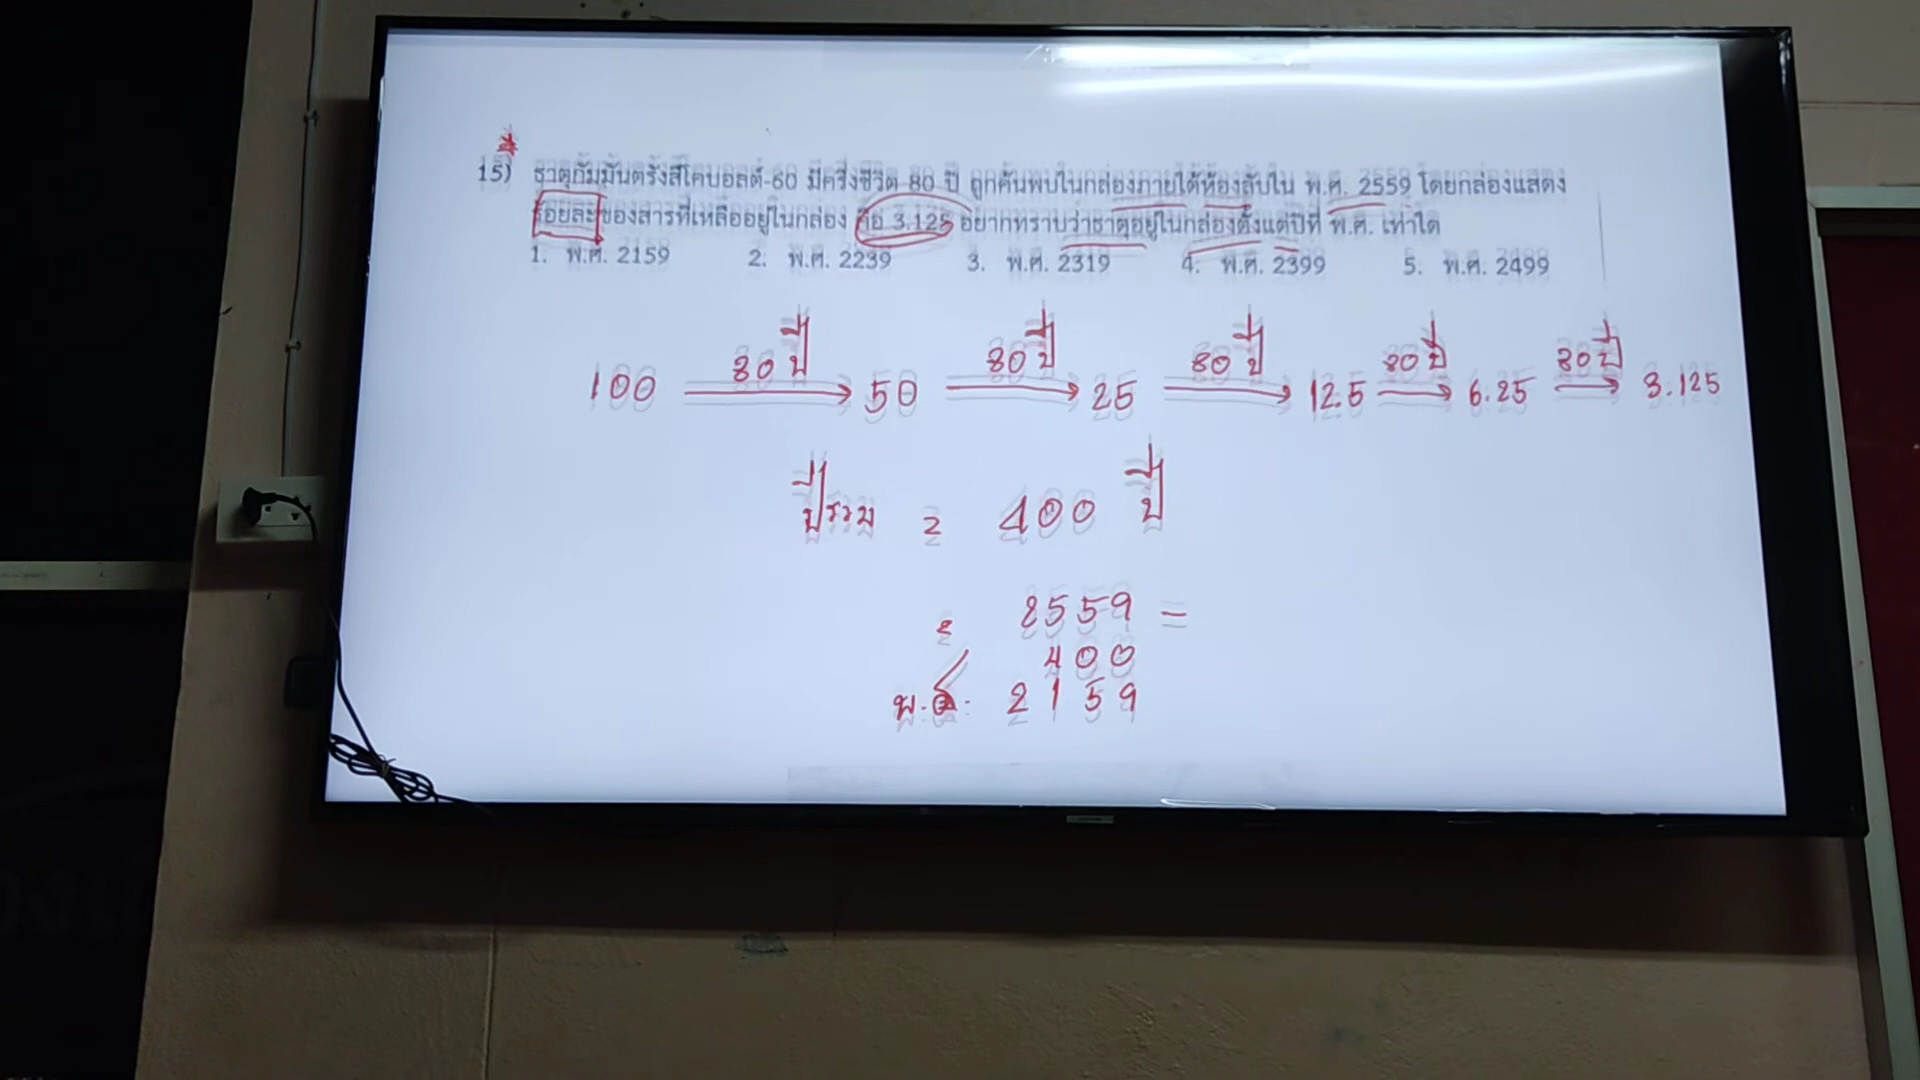 15) ธาตุกัมมันตรังสีโคบอลต์-60 มีครึ่งชีวิต 80 ปี ถูกค้นพบในกล่องภายใต้ห้องลับใน พ.ศ. 2559 โดยกล่องแสดง
ร้อยละของสารที่เหลืออยู่ในกล่อง คือ 3.125 อยากทราบว่าธาตุอยู่ในกล่องตั้งแต่ปีที่ พ.ศ. เท่าใด
1. พ.ศ. 2159 2. พ.ศ. 2239 3. พ.ศ. 2319 4. พ.ศ. 2399 5. พ.ศ. 2499
80 ปี 80 ปี 80 ปี 80 ปี 80 ปี
100 → 50 → 25 → 12.5 → 6.25 → 3.125
ปีรวม = 400 ปี
= 2559 =
400
พ.ศ. 2159